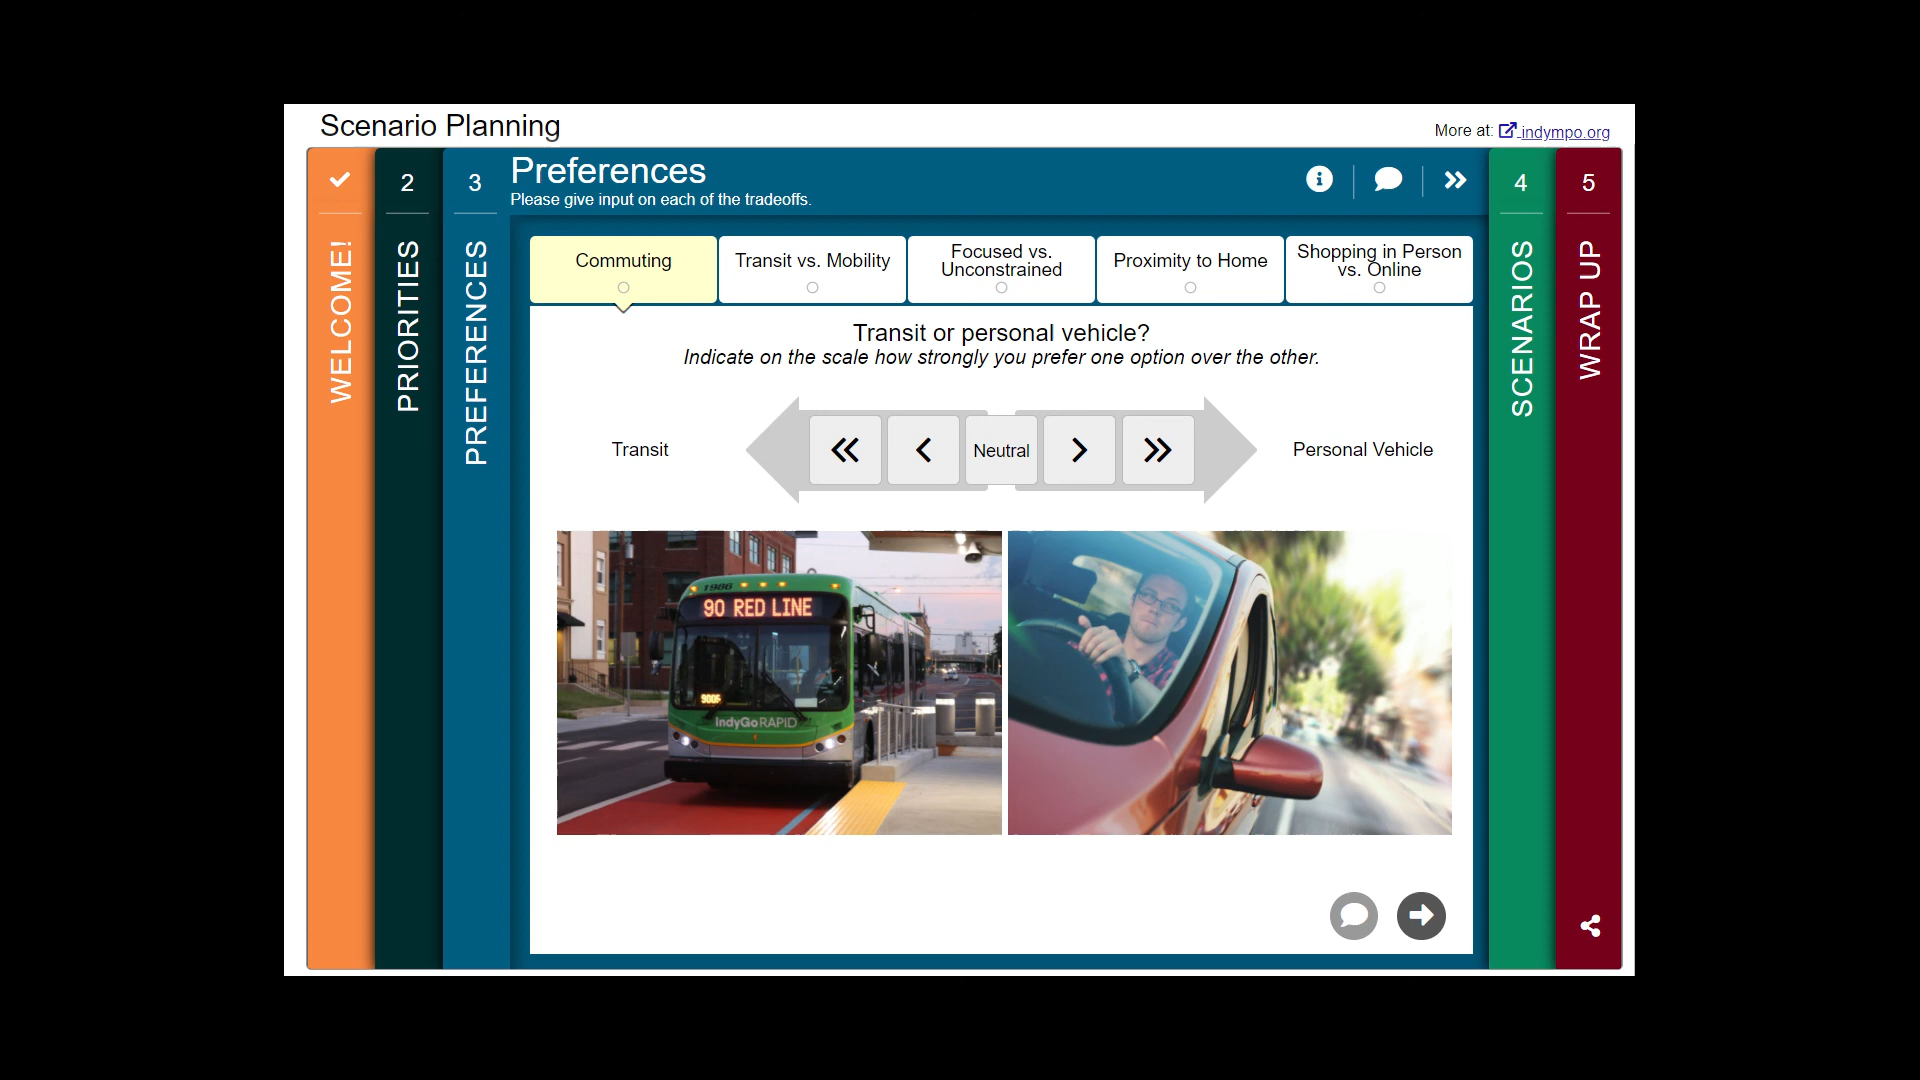 Scenario Planning
More at: indympo.org
WELCOME!
2
PRIORITIES
3
PREFERENCES
Preferences
Please give input on each of the tradeoffs.
4
SCENARIOS
5
WRAP UP
Commuting
Transit vs. Mobility
Focused vs.
Unconstrained
Proximity to Home
Shopping in Person
vs. Online
Transit or personal vehicle?
Indicate on the scale how strongly you prefer one option over the other.
Transit
Neutral
Personal Vehicle
1986
90 RED LINE
IndyGo RAPID